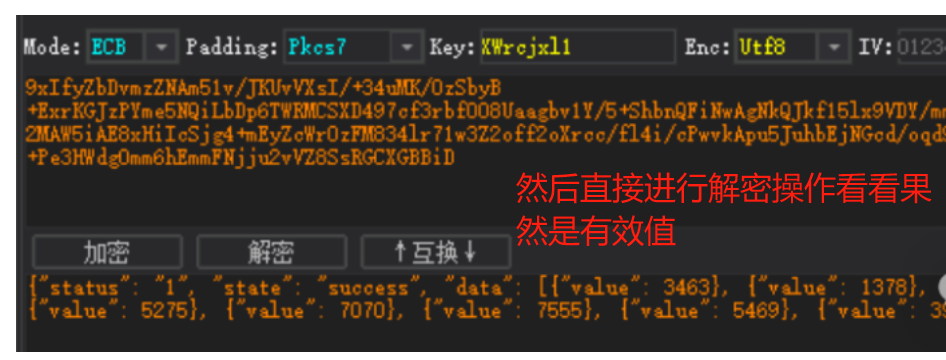 Mode: ECB Padding: Pkcs7 Key: XWrcjxl1 Enc: Utf8 IV: 0123
9xIfyZbDvmzZNAm51v/JKUvVXsI/+34uMK/OzSbyB
+ExrKGJzPYme5NQiLbDp6TWRMCSXD497cf3rbf008Uaagbv1Y/5+ShbnQFiNwAgNkQJkf15lx9VDY/m
2MAW5iAE8xHiIcSjg4+mEyZcWrOzFM834lr71w3Z2off2oXrcc/fl4i/cPwvkApu5JuhbEjNGcd/oqd
+Pe3HWdgOmm6hEmmFNjju2vVZ8SsRGCXGBBiD
然后直接进行解密操作看看果
然是有效值
加密 解密 ↑互换↓
{"status": "1", "state": "success", "data": [{"value": 3463}, {"value": 1378},
{"value": 5275}, {"value": 7070}, {"value": 7555}, {"value": 5469}, {"value": 39